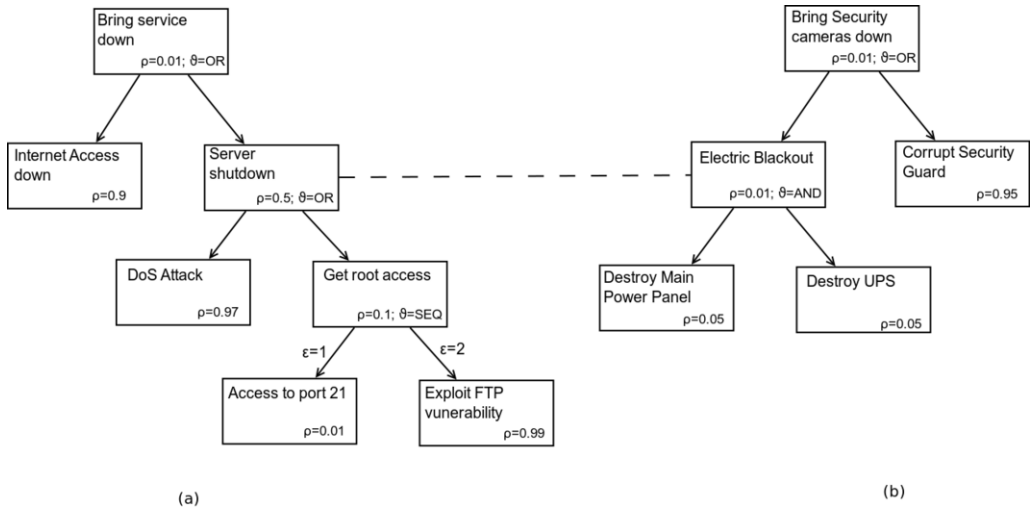 Bring service
down
ρ=0.01; ϑ=OR
Internet Access
down
ρ=0.9
Server
shutdown
ρ=0.5; ϑ=OR
DoS Attack
ρ=0.97
Get root access
ρ=0.1; ϑ=SEQ
ε=1
ε=2
Access to port 21
ρ=0.01
Exploit FTP
vunerability
ρ=0.99
(a)
Bring Security
cameras down
ρ=0.01; ϑ=OR
Electric Blackout
ρ=0.01; ϑ=AND
Corrupt Security
Guard
ρ=0.95
Destroy Main
Power Panel
ρ=0.05
Destroy UPS
ρ=0.05
(b)